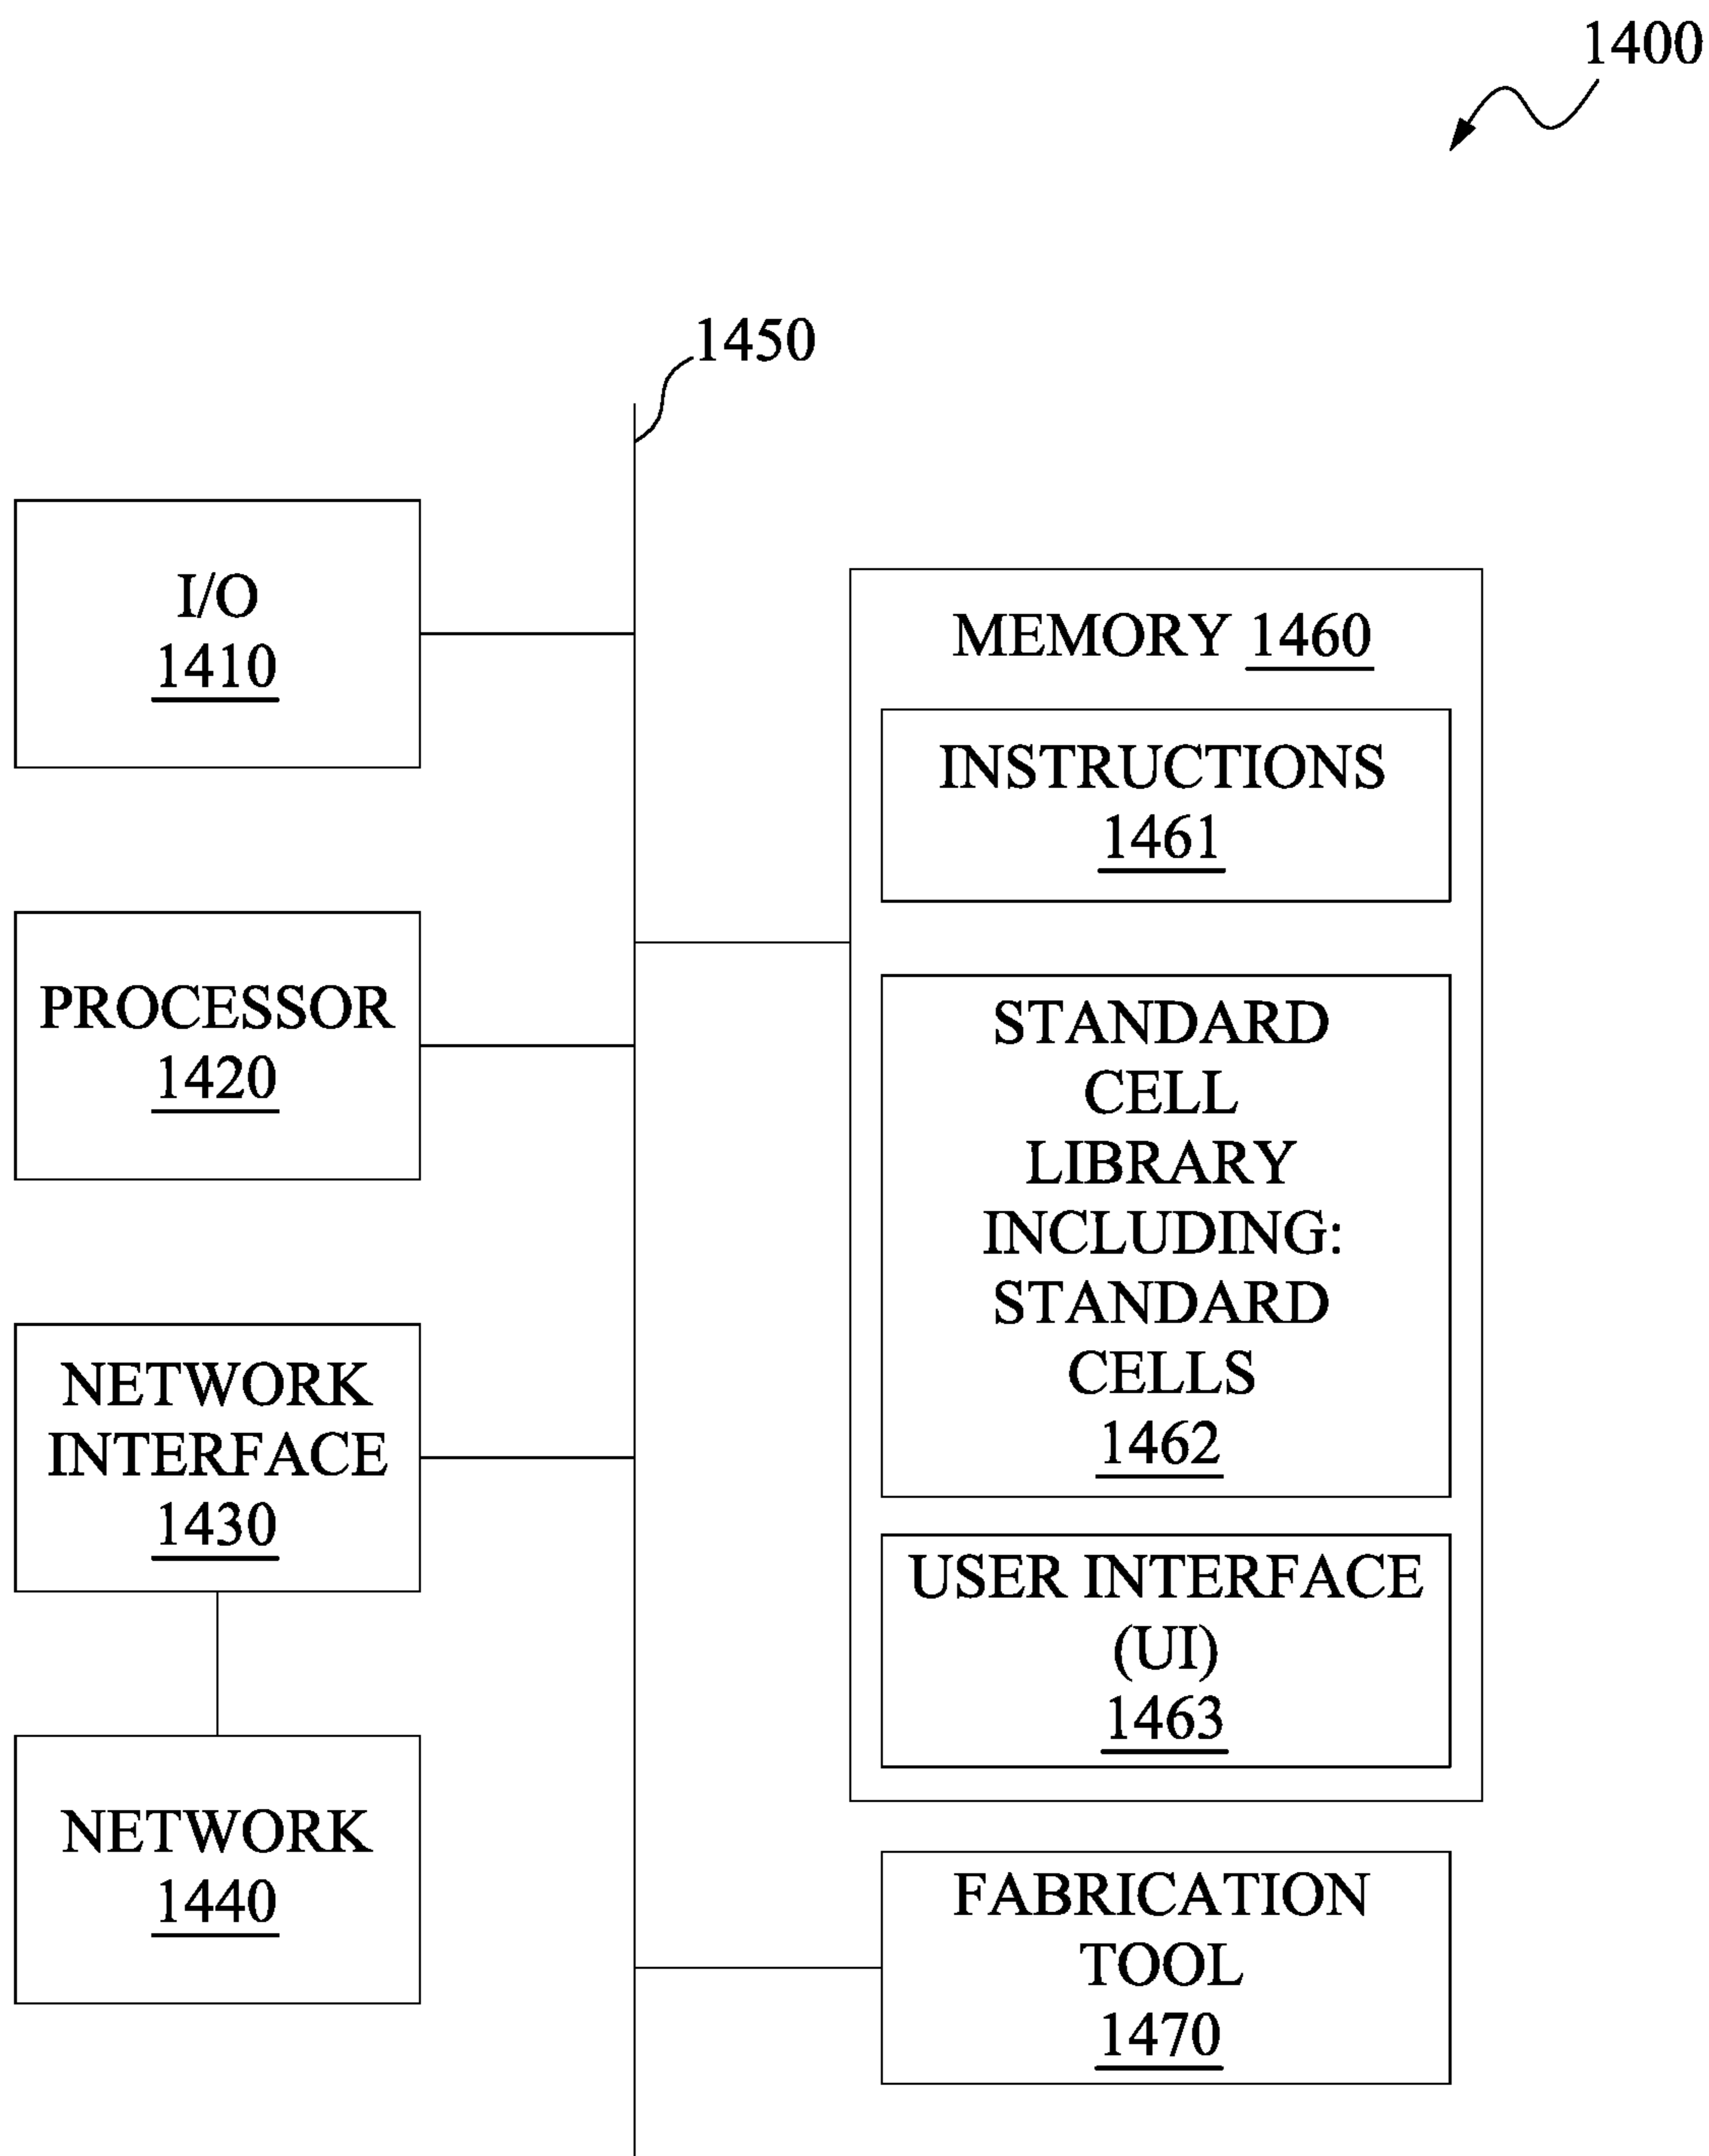 1400
1450
I/O
1410
PROCESSOR
1420
NETWORK
INTERFACE
1430
NETWORK
1440
MEMORY 1460
INSTRUCTIONS
1461
STANDARD
CELL
LIBRARY
INCLUDING:
STANDARD
CELLS
1462
USER INTERFACE
(UI)
1463
FABRICATION
TOOL
1470